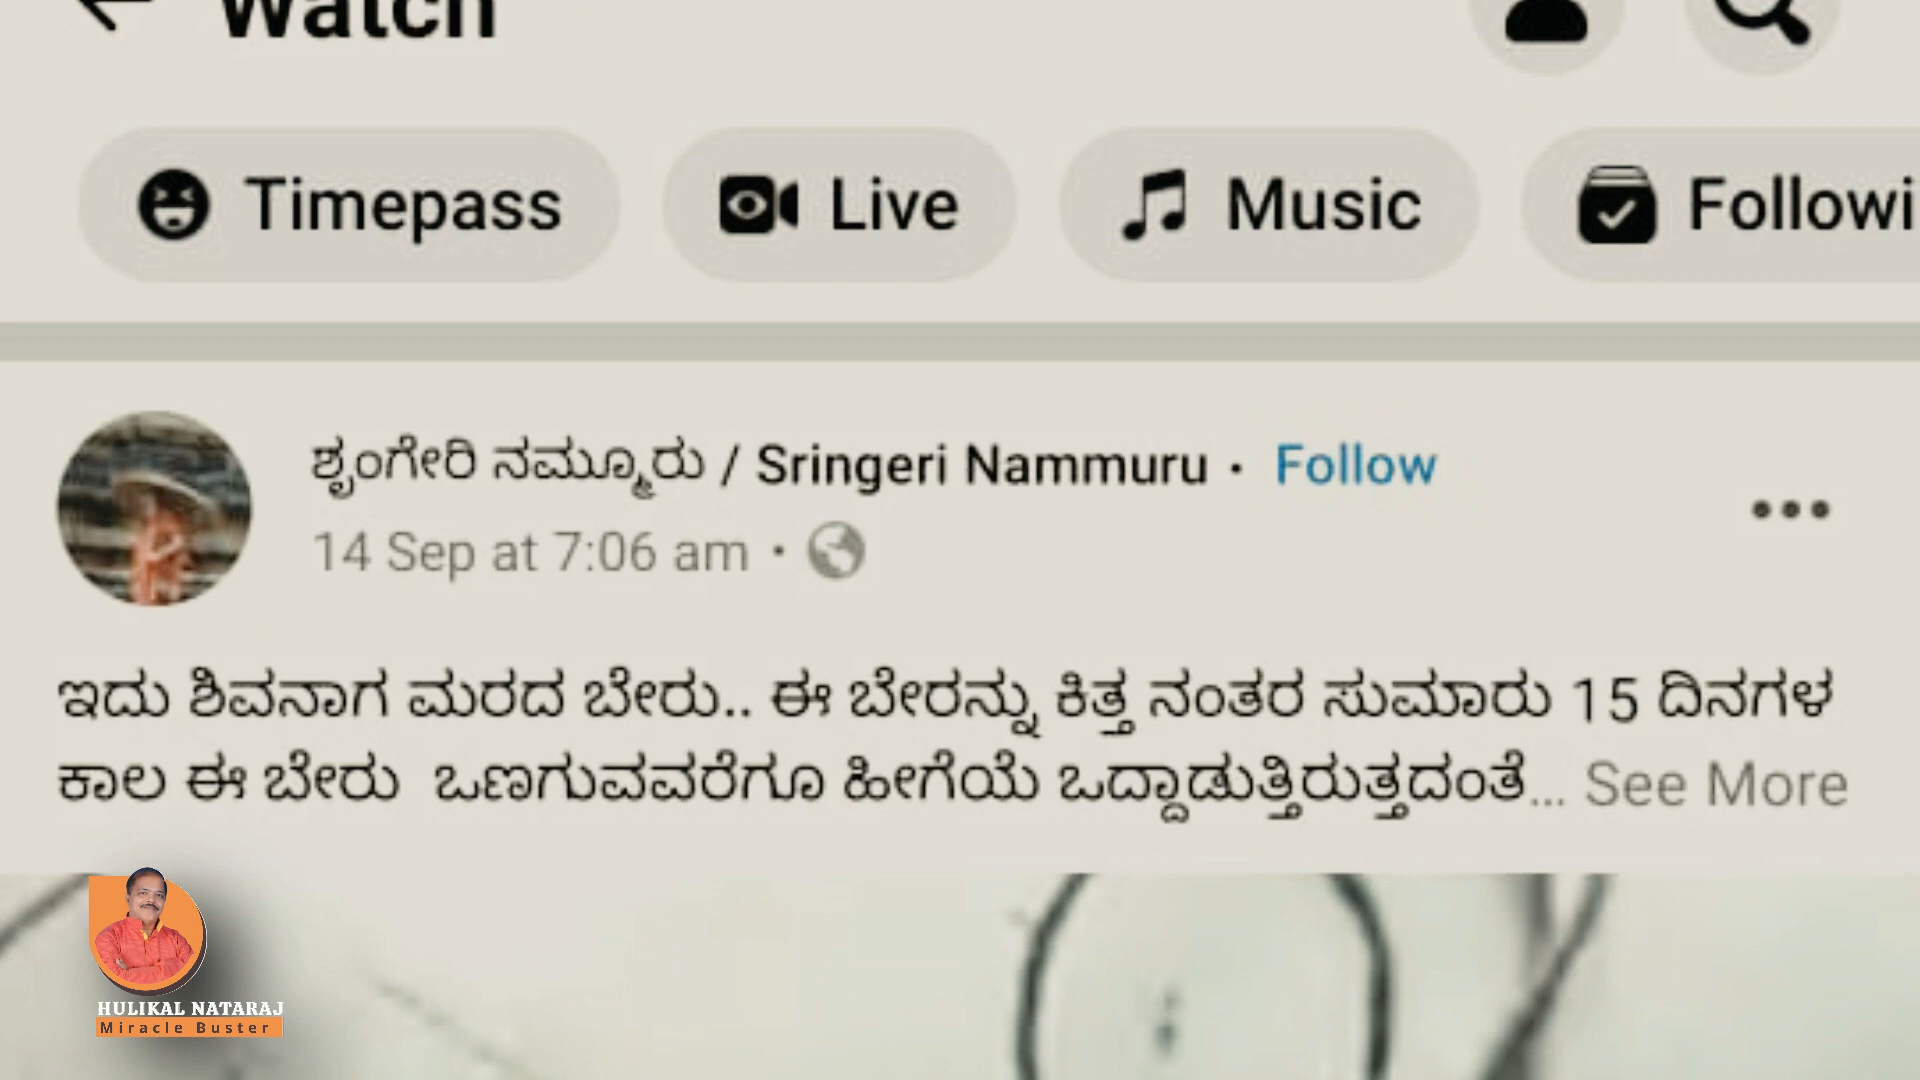 Watch
Timepass Live Music Followi
ಶೃಂಗೇರಿ ನಮ್ಮೂರು / Sringeri Nammuru · Follow
14 Sep at 7:06 am ·
ಇದು ಶಿವನಾಗ ಮರದ ಬೇರು.. ಈ ಬೇರನ್ನು ಕಿತ್ತ ನಂತರ ಸುಮಾರು 15 ದಿನಗಳ
ಕಾಲ ಈ ಬೇರು ಒಣಗುವವರೆಗೂ ಹೀಗೆಯೆ ಒದ್ದಾಡುತ್ತಿರುತ್ತದಂತೆ... See More
HULIKAL NATARAJ
Miracle Buster